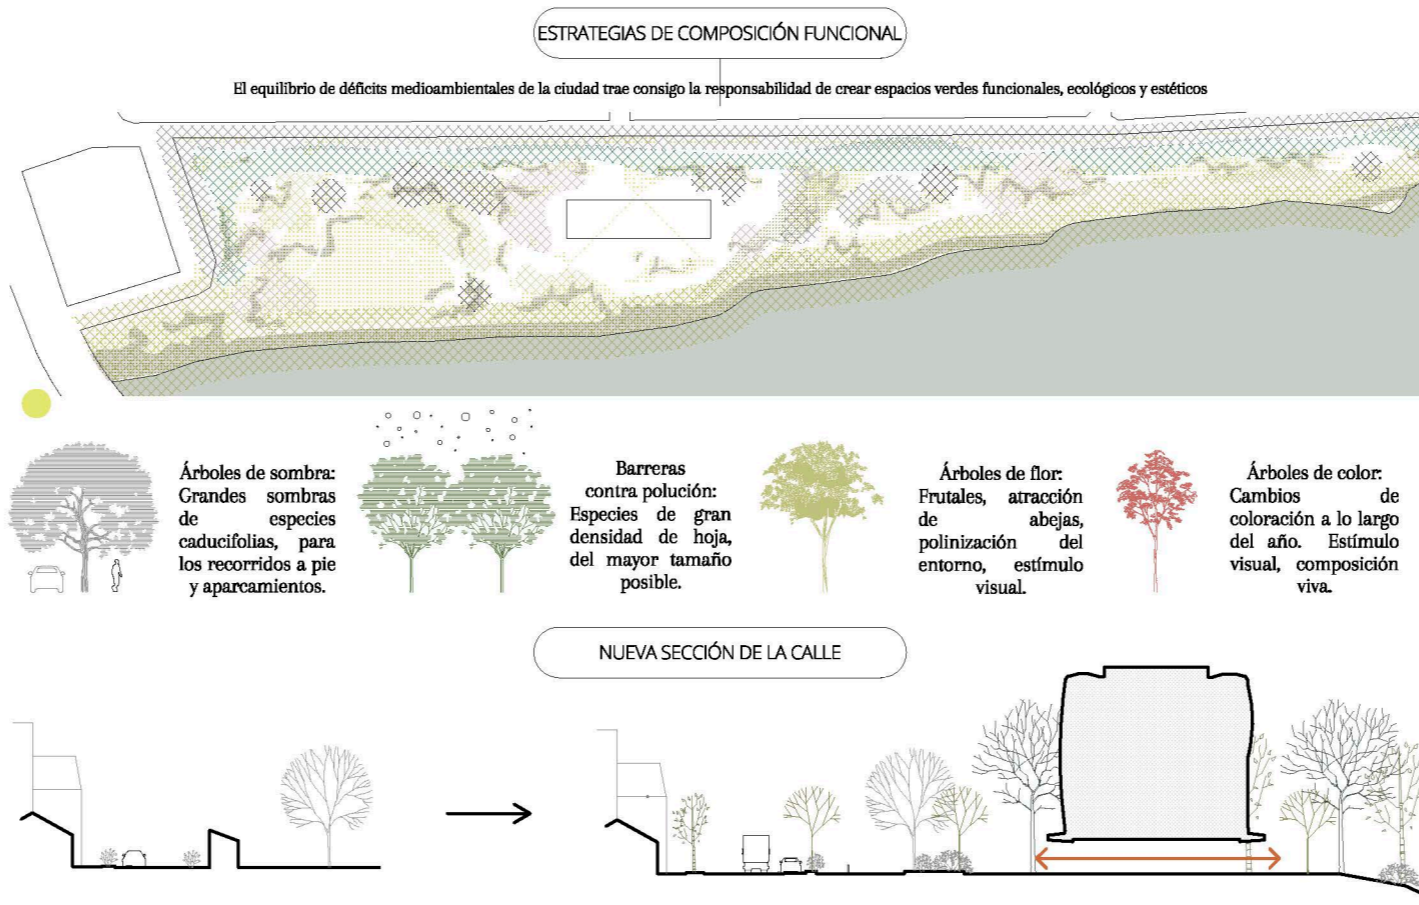 ESTRATEGIAS DE COMPOSICIÓN FUNCIONAL
El equilibrio de déficits medioambientales de la ciudad trae consigo la responsabilidad de crear espacios verdes funcionales, ecológicos y estéticos
Árboles de sombra:
Grandes sombras
de especies
caducifolias, para
los recorridos a pie
y aparcamientos.
Barreras
contra polución:
Especies de gran
densidad de hoja,
del mayor tamaño
posible.
Árboles de flor:
Frutales, atracción
de abejas,
polinización del
entorno, estímulo
visual.
Árboles de color:
Cambios de
coloración a lo largo
del año. Estímulo
visual, composición
viva.
NUEVA SECCIÓN DE LA CALLE